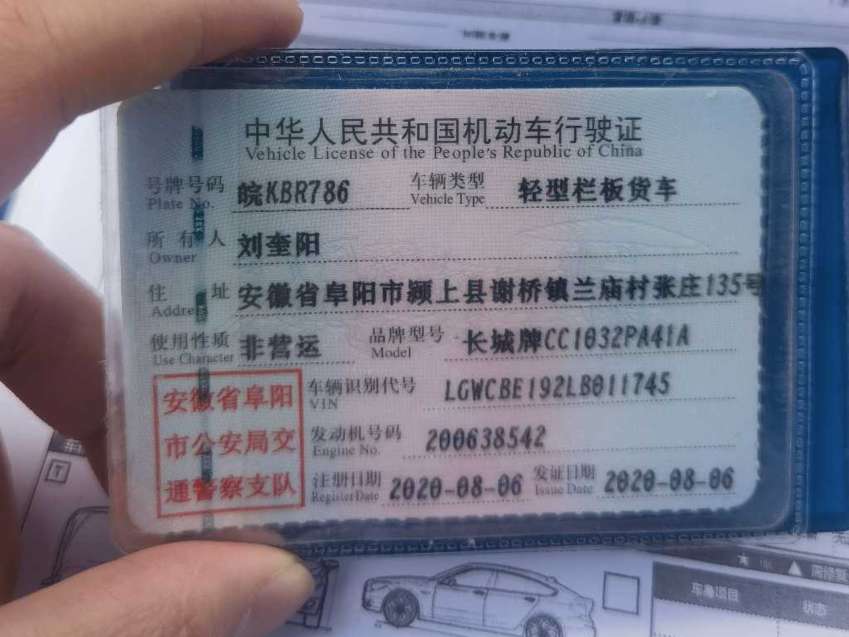 中华人民共和国机动车行驶证
Vehicle License of the People's Republic of China
号牌号码 皖KBR786 车辆类型 轻型栏板货车
Plate No. Vehicle Type
所有人 刘奎阳
Owner
住址 安徽省阜阳市颍上县谢桥镇兰庙村张庄135号
Address
使用性质 非营运 品牌型号 长城牌CC1032PA41A
Use Character Model
安徽省阜阳 车辆识别代号 LGWCBE192LB011745
VIN
市公安局交 发动机号码 200638542
Engine No.
通警察支队 注册日期 2020-08-06 发证日期 2020-08-06
Register Date Issue Date
车身项目 状态